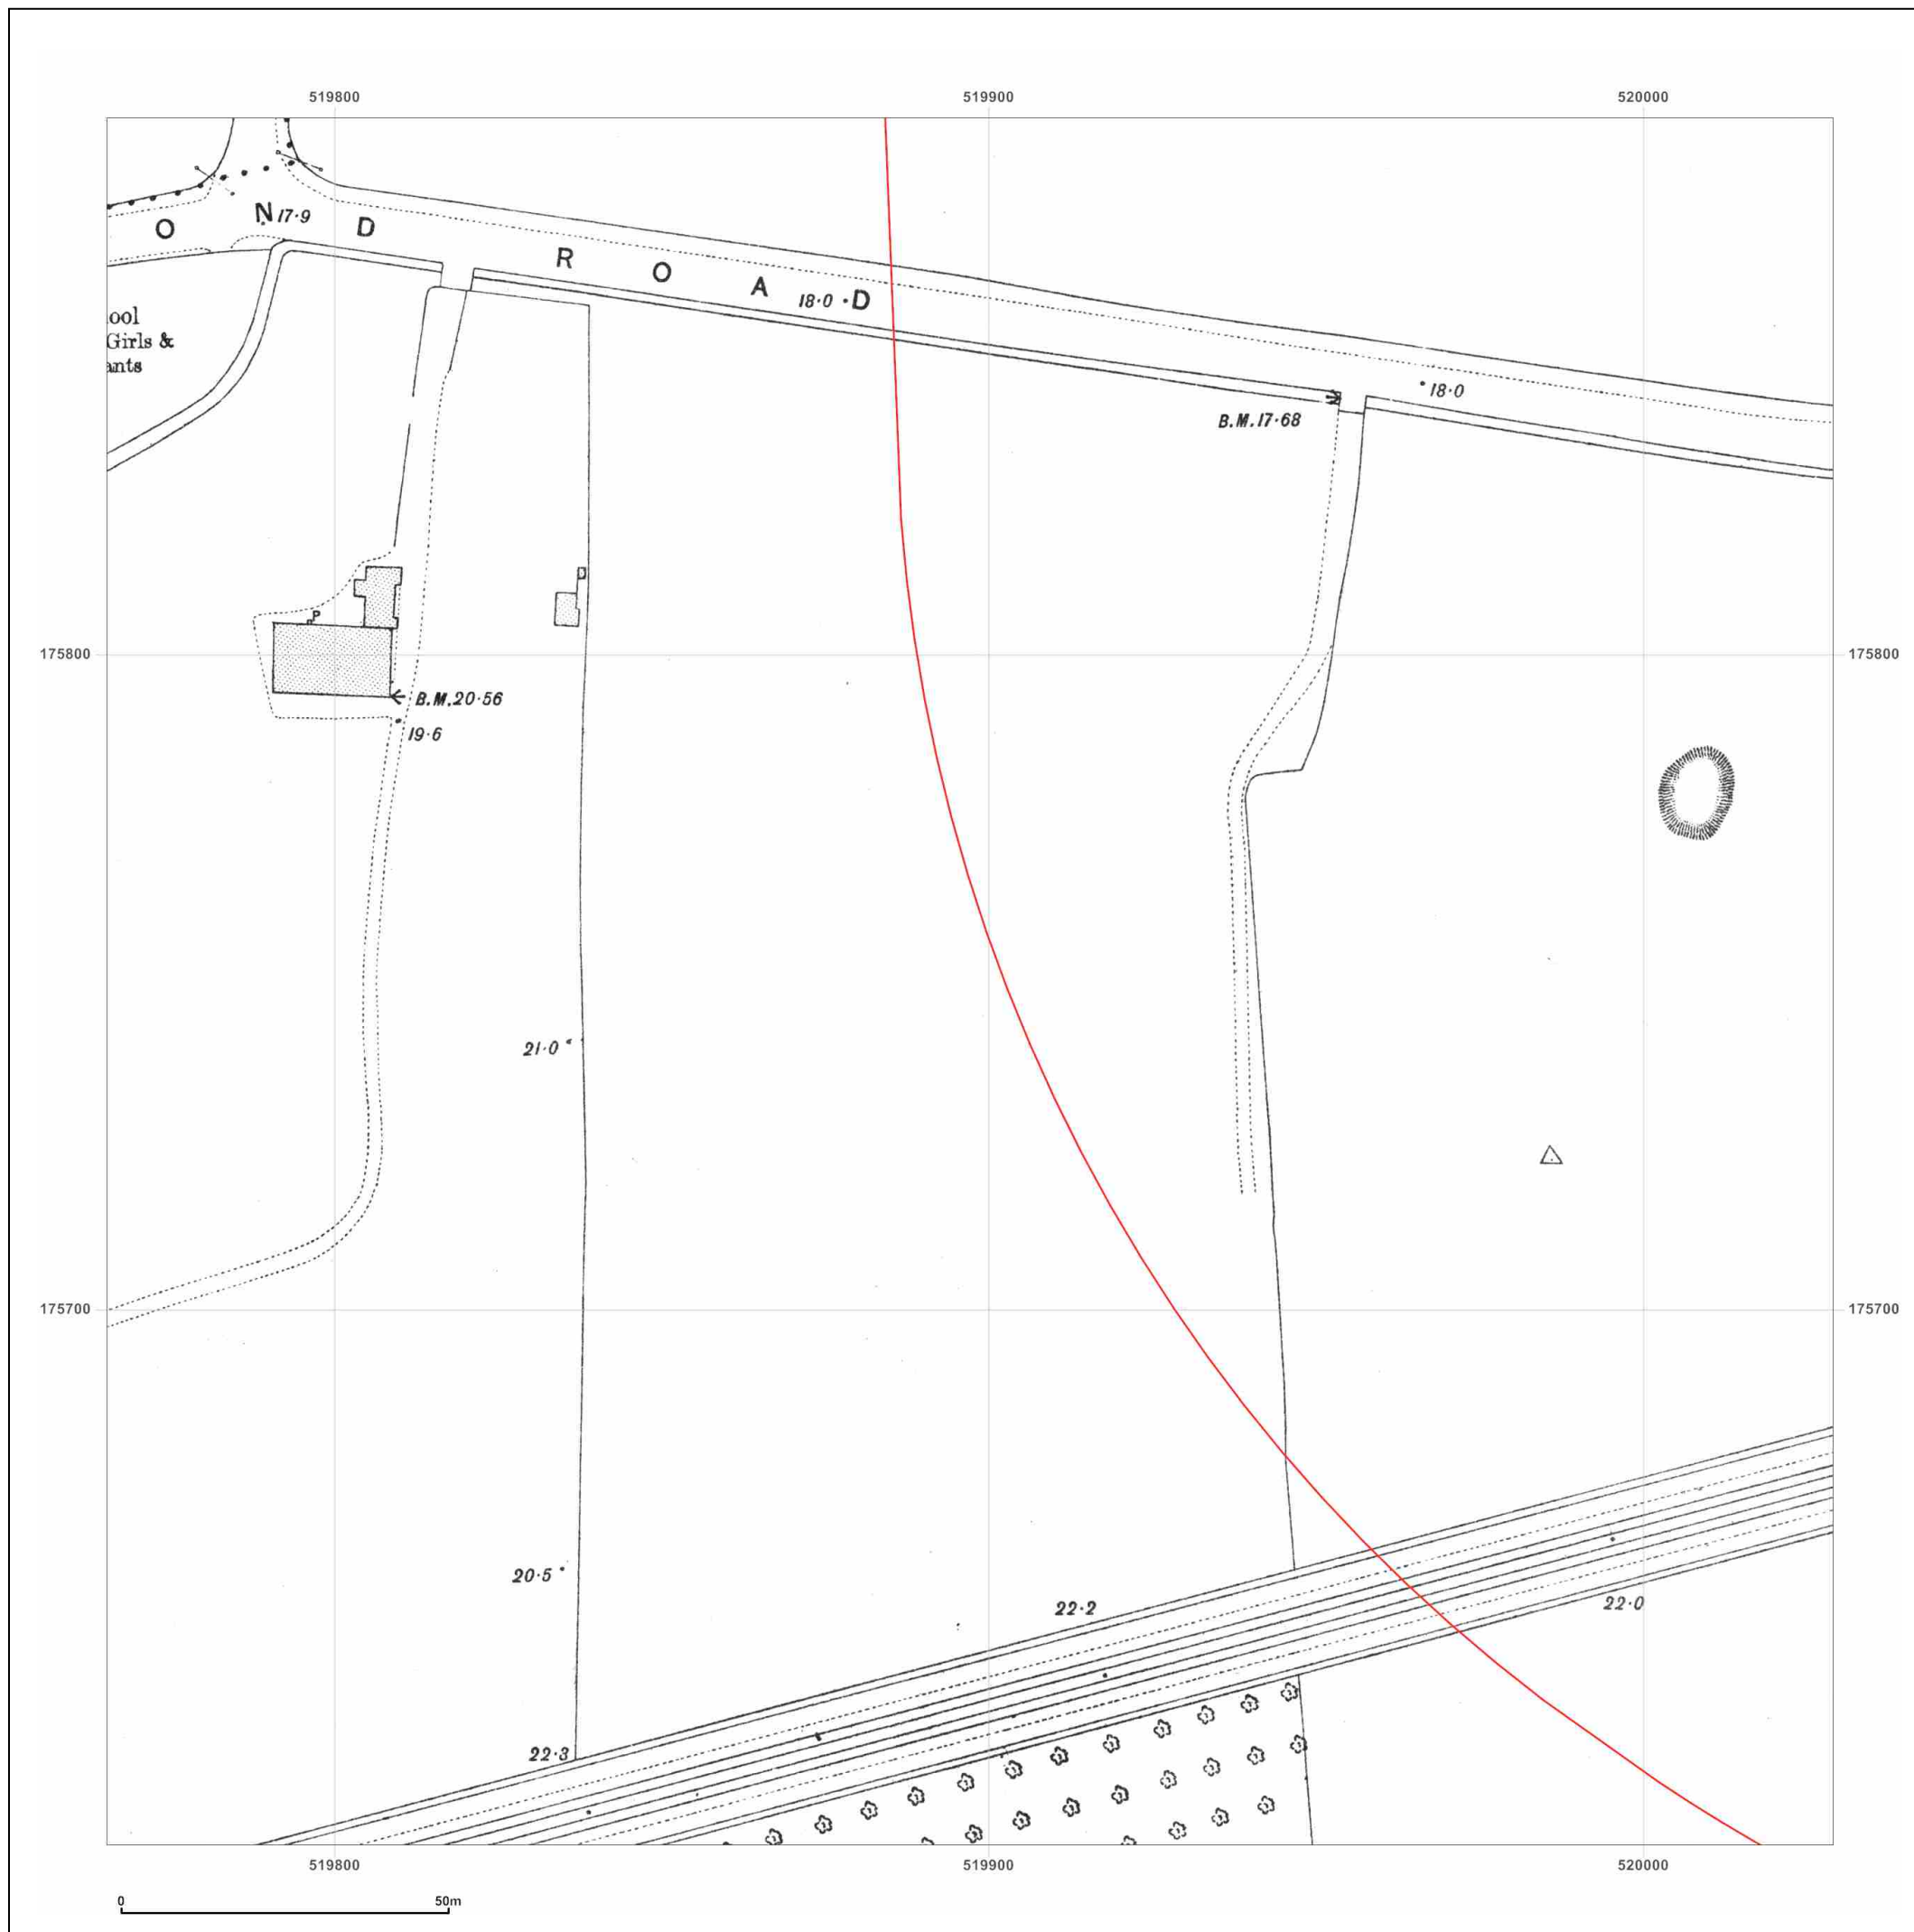 519800 519900 520000
O N 17·9 D R O A D 18·0
ool
Girls &
ants
18·0
B.M. 17·68
P
175800 175800
B.M. 20·56
19·6
21·0
175700 175700
20·5
22·2
22·0
22·3
519800 519900 520000
0 50m